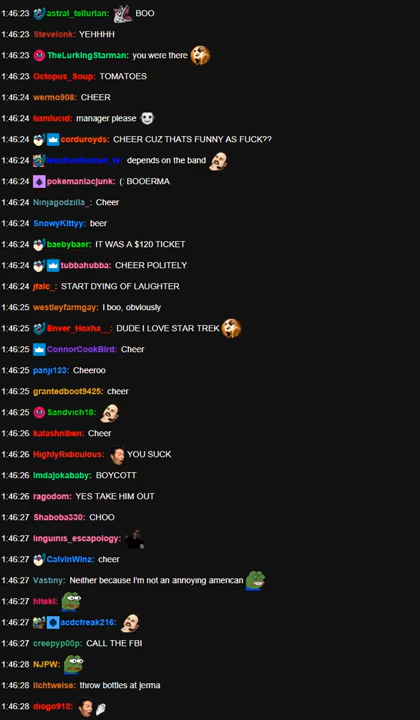 1:46:23 astral_tellurian: BOO
1:46:23 Stevelonk: YEHHHH
1:46:23 TheLurkingStarman: you were there
1:46:23 Octopus_Soup: TOMATOES
1:46:24 wermo908: CHEER
1:46:24 liamlucid: manager please
1:46:24 corduroyds: CHEER CUZ THATS FUNNY AS FUCK??
1:46:24 lessthanhuman_tv: depends on the band
1:46:24 pokemaniacjunk: (: BOOERMA
1:46:24 Ninjagodzilla_: Cheer
1:46:24 SnowyKittyy: beer
1:46:24 baebybaer: IT WAS A $120 TICKET
1:46:24 tubbahubba: CHEER POLITELY
1:46:24 jfalc_: START DYING OF LAUGHTER
1:46:25 westleyfarmgay: I boo, obviously
1:46:25 Enver_Hoxha__: DUDE I LOVE STAR TREK
1:46:25 ConnorCookBird: Cheer
1:46:25 panji123: Cheeroo
1:46:25 grantedboot9425: cheer
1:46:25 Sandvich18:
1:46:26 kalashniben: Cheer
1:46:26 HighlyRidiculous: YOU SUCK
1:46:26 lmdajokababy: BOYCOTT
1:46:26 ragodom: YES TAKE HIM OUT
1:46:27 Shaboba330: CHOO
1:46:27 linguinis_escapology:
1:46:27 CalvinWinz: cheer
1:46:27 Vastiny: Neither because I'm not an annoying american
1:46:27 hiteki:
1:46:27 acdcfreak216:
1:46:27 creepyp00p: CALL THE FBI
1:46:28 NJPW:
1:46:28 lichtweise: throw bottles at jerma
1:46:28 diogo912: